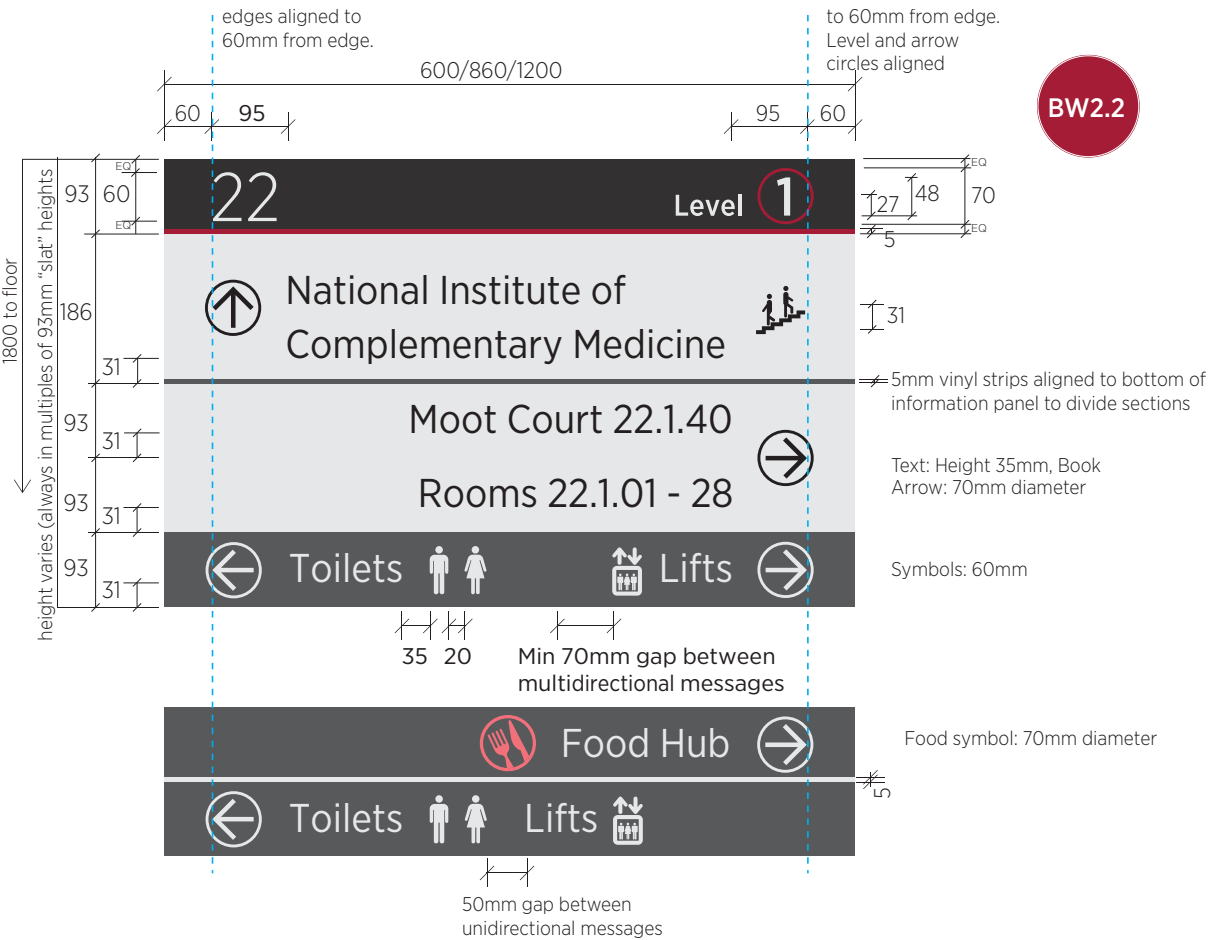 edges aligned to
60mm from edge.
to 60mm from edge.
Level and arrow
circles aligned
600/860/1200
60
95
95
60
BW2.2
1800 to floor
height varies (always in multiples of 93mm "slat" heights
93
EQ
60
EQ
22
Level 1
27
48
EQ
70
EQ
5
186
31
National Institute of
Complementary Medicine
31
5mm vinyl strips aligned to bottom of
information panel to divide sections
93
31
Moot Court 22.1.40
Text: Height 35mm, Book
Arrow: 70mm diameter
93
31
Rooms 22.1.01 - 28
93
31
Toilets
Lifts
Symbols: 60mm
35
20
Min 70mm gap between
multidirectional messages
Food Hub
Food symbol: 70mm diameter
5
Toilets
Lifts
50mm gap between
unidirectional messages